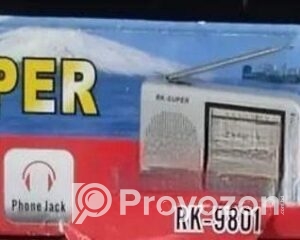 PER
RK-SUPER
Phone Jack
Provozon
RK-9801